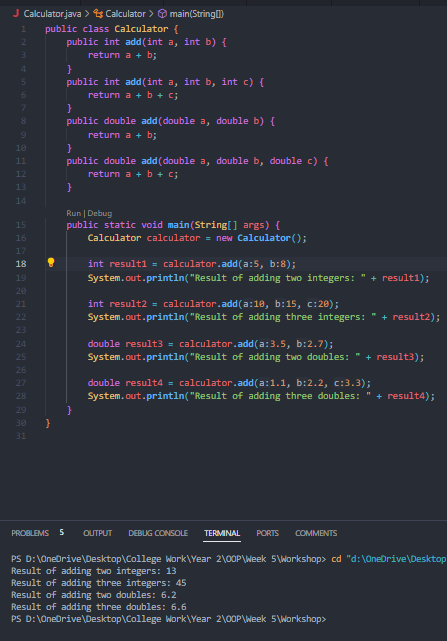 Calculator.java > Calculator > main(String[])
1 public class Calculator {
2 public int add(int a, int b) {
3 return a + b;
4 }
5 public int add(int a, int b, int c) {
6 return a + b + c;
7 }
8 public double add(double a, double b) {
9 return a + b;
10 }
11 public double add(double a, double b, double c) {
12 return a + b + c;
13 }
14
Run | Debug
15 public static void main(String[] args) {
16 Calculator calculator = new Calculator();
17
18 int result1 = calculator.add(a:5, b:8);
19 System.out.println("Result of adding two integers: " + result1);
20
21 int result2 = calculator.add(a:10, b:15, c:20);
22 System.out.println("Result of adding three integers: " + result2);
23
24 double result3 = calculator.add(a:3.5, b:2.7);
25 System.out.println("Result of adding two doubles: " + result3);
26
27 double result4 = calculator.add(a:1.1, b:2.2, c:3.3);
28 System.out.println("Result of adding three doubles: " + result4);
29 }
30 }
31
PROBLEMS 5 OUTPUT DEBUG CONSOLE TERMINAL PORTS COMMENTS
PS D:\OneDrive\Desktop\College Work\Year 2\OOP\Week 5\Workshop> cd "d:\OneDrive\Desktop
Result of adding two integers: 13
Result of adding three integers: 45
Result of adding two doubles: 6.2
Result of adding three doubles: 6.6
PS D:\OneDrive\Desktop\College Work\Year 2\OOP\Week 5\Workshop>